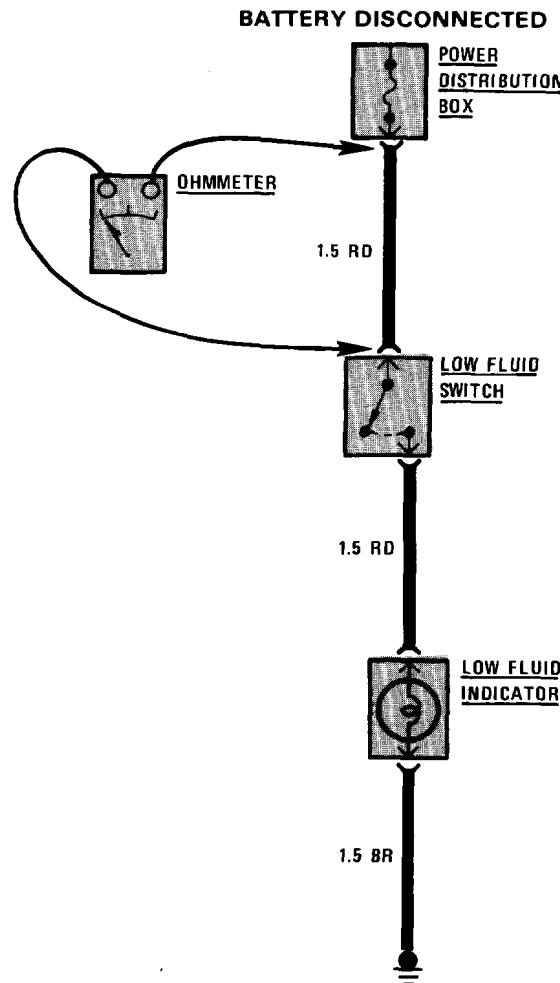 BATTERY DISCONNECTED
POWER
DISTRIBUTION
BOX
OHMMETER
1.5 RD
LOW FLUID
SWITCH
1.5 RD
LOW FLUID
INDICATOR
1.5 BR